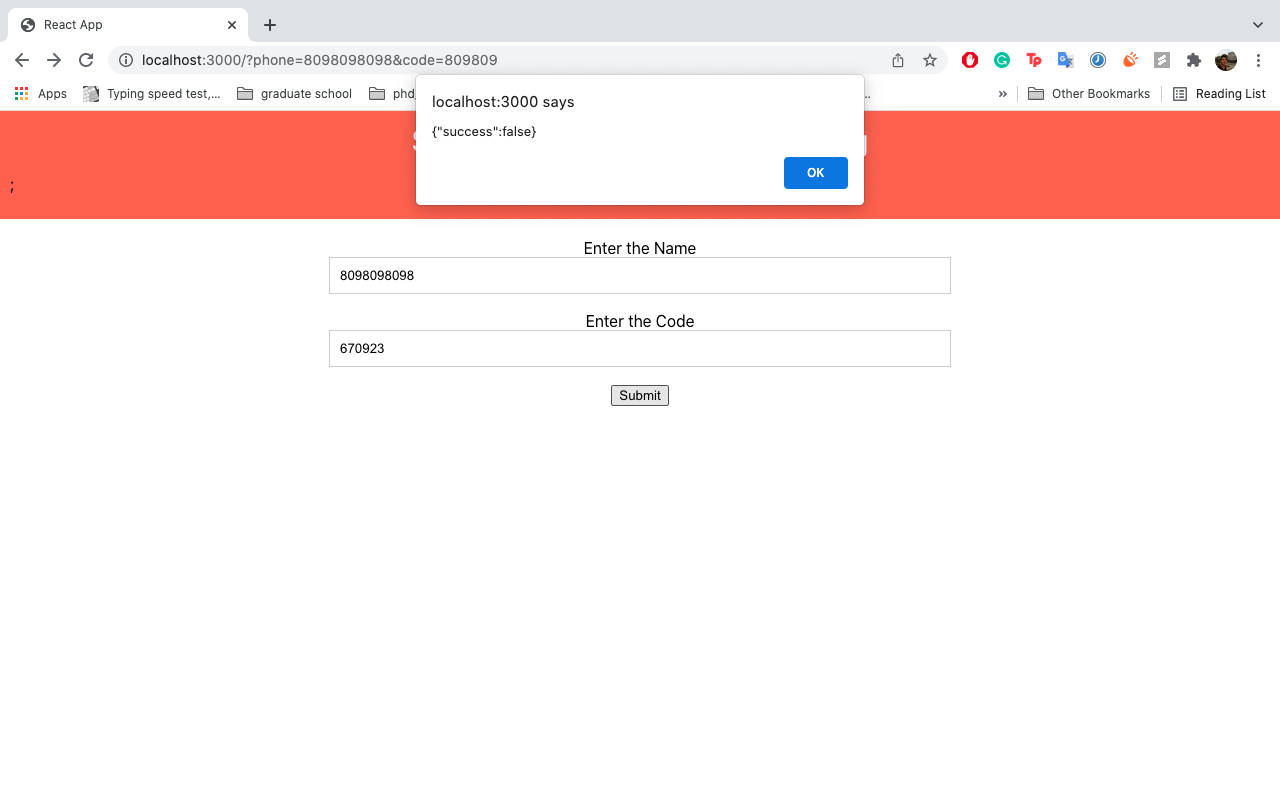 React App
localhost:3000/?phone=8098098098&code=809809
Apps
Typing speed test,...
graduate school
phd
»
Other Bookmarks
Reading List
localhost:3000 says
{"success":false}
OK
;
Enter the Name
8098098098
Enter the Code
670923
Submit